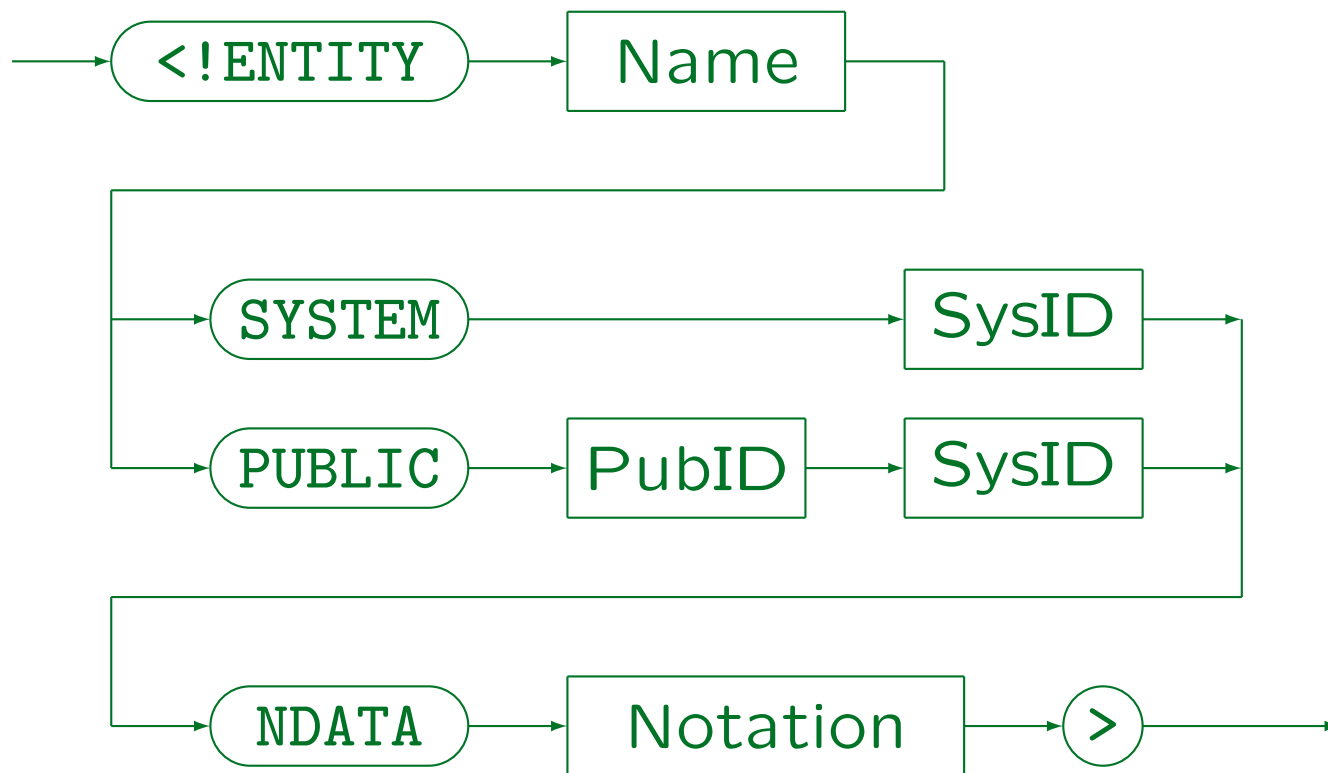 <!ENTITY Name
SYSTEM SysID
PUBLIC PubID SysID
NDATA Notation >